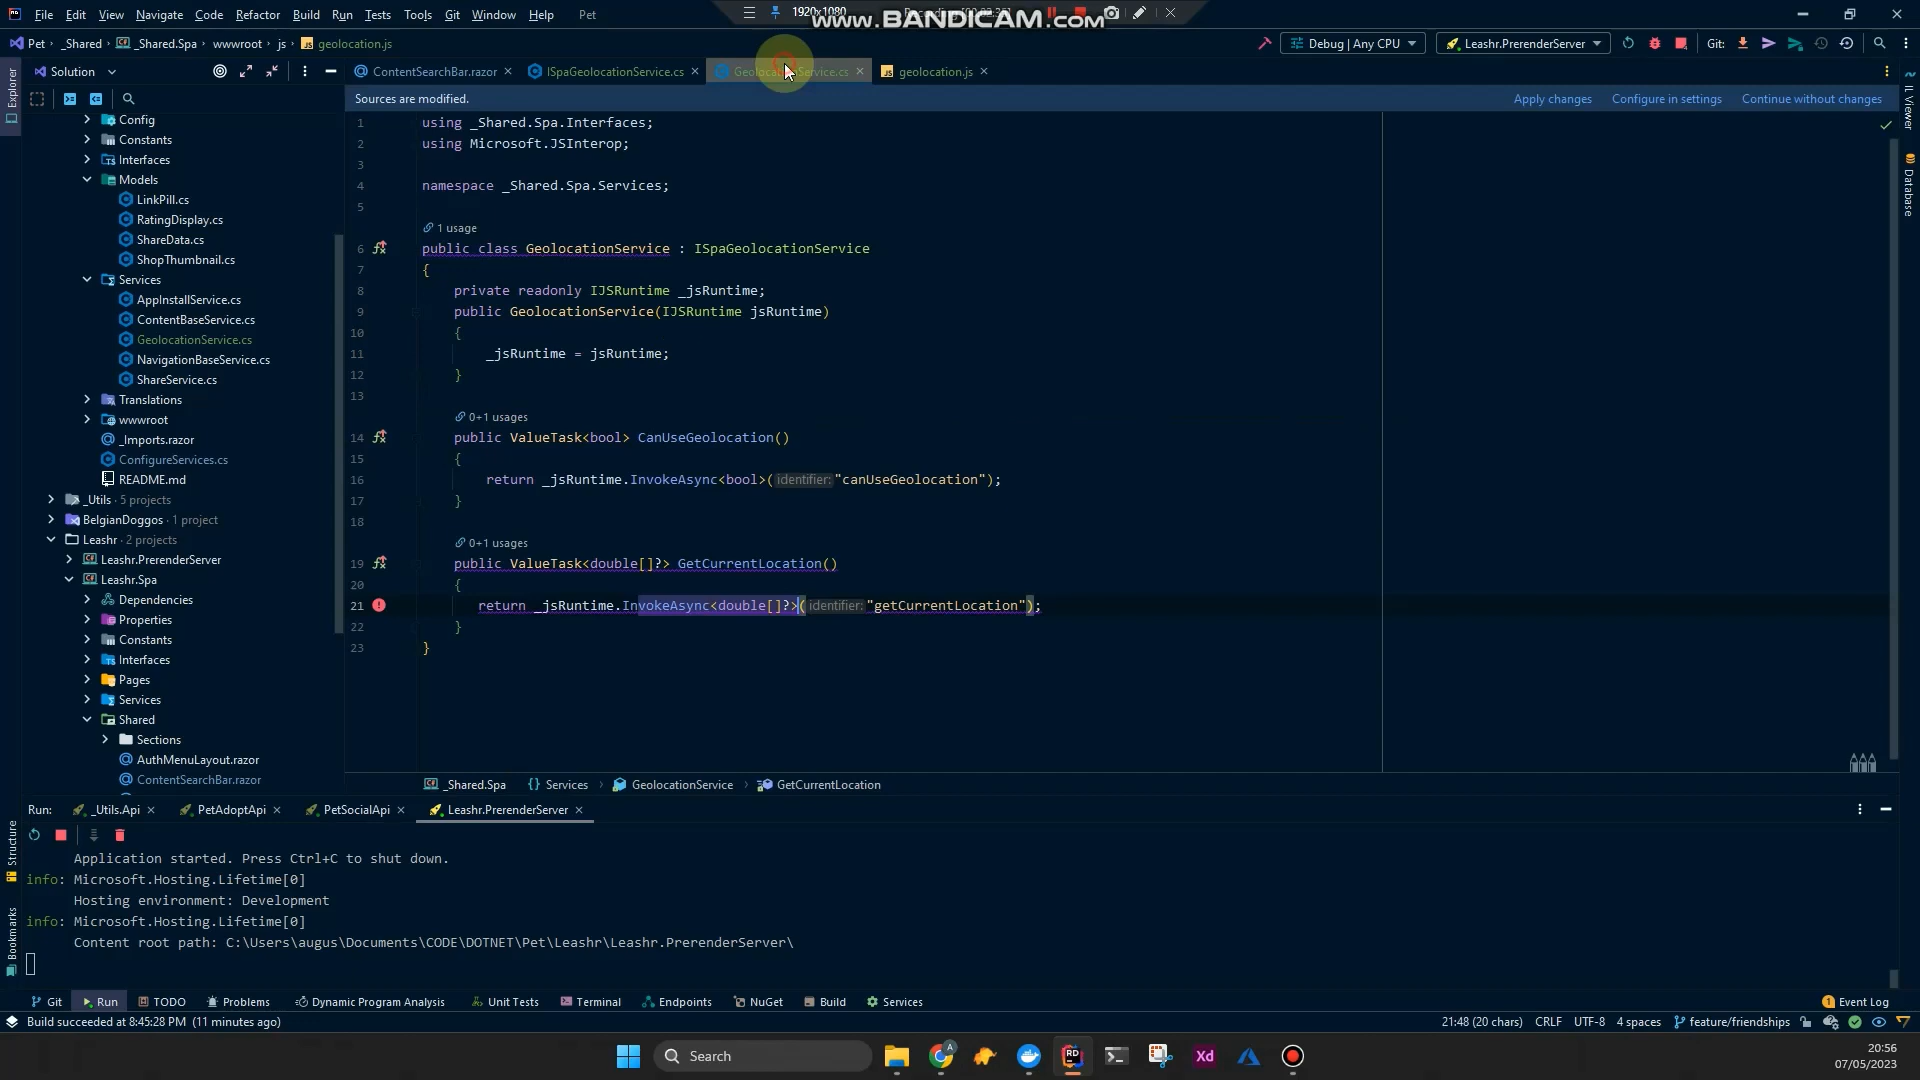 File Edit View Navigate Code Refactor Build Run Tests Tools Git Window Help Pet
1920x1080
www.BANDICAM.com
Pet _Shared _Shared.Spa wwwroot js geolocation.js
Debug | Any CPU Leashr.PrerenderServer Git:
Explorer
Solution
ContentSearchBar.razor ISpaGeolocationService.cs GeolocationService.cs geolocation.js
Sources are modified. Apply changes Configure in settings Continue without changes
IL Viewer
Database
Config
Constants
Interfaces
Models
LinkPill.cs
RatingDisplay.cs
ShareData.cs
ShopThumbnail.cs
Services
AppInstallService.cs
ContentBaseService.cs
GeolocationService.cs
NavigationBaseService.cs
ShareService.cs
Translations
wwwroot
_Imports.razor
ConfigureServices.cs
README.md
_Utils · 5 projects
BelgianDoggos · 1 project
Leashr · 2 projects
Leashr.PrerenderServer
Leashr.Spa
Dependencies
Properties
Constants
Interfaces
Pages
Services
Shared
Sections
AuthMenuLayout.razor
ContentSearchBar.razor
1 using _Shared.Spa.Interfaces;
2 using Microsoft.JSInterop;
3
4 namespace _Shared.Spa.Services;
5
1 usage
6 public class GeolocationService : ISpaGeolocationService
7 {
8 private readonly IJSRuntime _jsRuntime;
9 public GeolocationService(IJSRuntime jsRuntime)
10 {
11 _jsRuntime = jsRuntime;
12 }
13
0+1 usages
14 public ValueTask<bool> CanUseGeolocation()
15 {
16 return _jsRuntime.InvokeAsync<bool>(identifier: "canUseGeolocation");
17 }
18
0+1 usages
19 public ValueTask<double[]?> GetCurrentLocation()
20 {
21 return _jsRuntime.InvokeAsync<double[]?>(identifier: "getCurrentLocation");
22 }
23 }
_Shared.Spa {} Services GeolocationService GetCurrentLocation
Run: _Utils.Api PetAdoptApi PetSocialApi Leashr.PrerenderServer
Structure
Bookmarks
Application started. Press Ctrl+C to shut down.
info: Microsoft.Hosting.Lifetime[0]
Hosting environment: Development
info: Microsoft.Hosting.Lifetime[0]
Content root path: C:\Users\augus\Documents\CODE\DOTNET\Pet\Leashr\Leashr.PrerenderServer\
Git Run TODO Problems Dynamic Program Analysis Unit Tests Terminal Endpoints NuGet Build Services 1 Event Log
Build succeeded at 8:45:28 PM (11 minutes ago) 21:48 (20 chars) CRLF UTF-8 4 spaces feature/friendships
Search
A
RD
Xd
20:56
07/05/2023